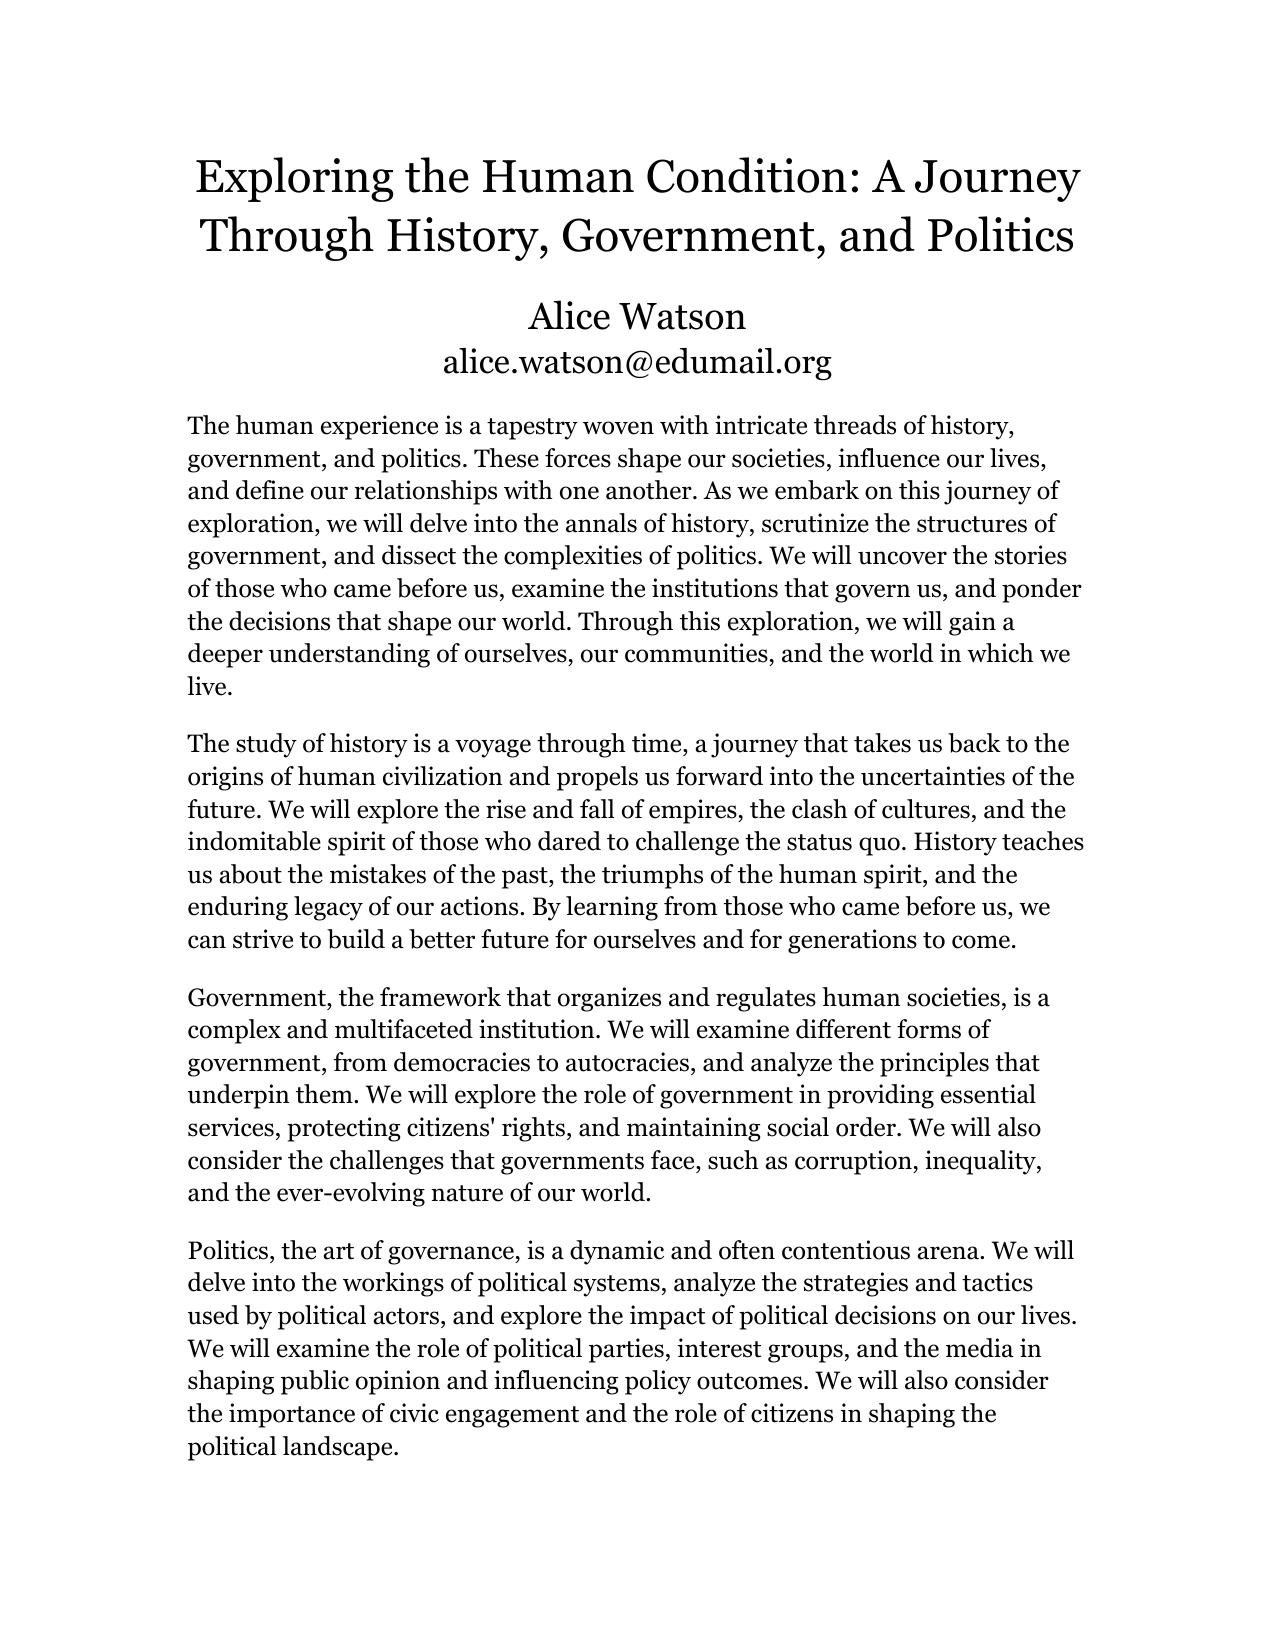 Exploring the Human Condition: A Journey
Through History, Government, and Politics
Alice Watson
alice.watson@edumail.org
The human experience is a tapestry woven with intricate threads of history,
government, and politics. These forces shape our societies, influence our lives,
and define our relationships with one another. As we embark on this journey of
exploration, we will delve into the annals of history, scrutinize the structures of
government, and dissect the complexities of politics. We will uncover the stories
of those who came before us, examine the institutions that govern us, and ponder
the decisions that shape our world. Through this exploration, we will gain a
deeper understanding of ourselves, our communities, and the world in which we
live.
The study of history is a voyage through time, a journey that takes us back to the
origins of human civilization and propels us forward into the uncertainties of the
future. We will explore the rise and fall of empires, the clash of cultures, and the
indomitable spirit of those who dared to challenge the status quo. History teaches
us about the mistakes of the past, the triumphs of the human spirit, and the
enduring legacy of our actions. By learning from those who came before us, we
can strive to build a better future for ourselves and for generations to come.
Government, the framework that organizes and regulates human societies, is a
complex and multifaceted institution. We will examine different forms of
government, from democracies to autocracies, and analyze the principles that
underpin them. We will explore the role of government in providing essential
services, protecting citizens' rights, and maintaining social order. We will also
consider the challenges that governments face, such as corruption, inequality,
and the ever-evolving nature of our world.
Politics, the art of governance, is a dynamic and often contentious arena. We will
delve into the workings of political systems, analyze the strategies and tactics
used by political actors, and explore the impact of political decisions on our lives.
We will examine the role of political parties, interest groups, and the media in
shaping public opinion and influencing policy outcomes. We will also consider
the importance of civic engagement and the role of citizens in shaping the
political landscape.